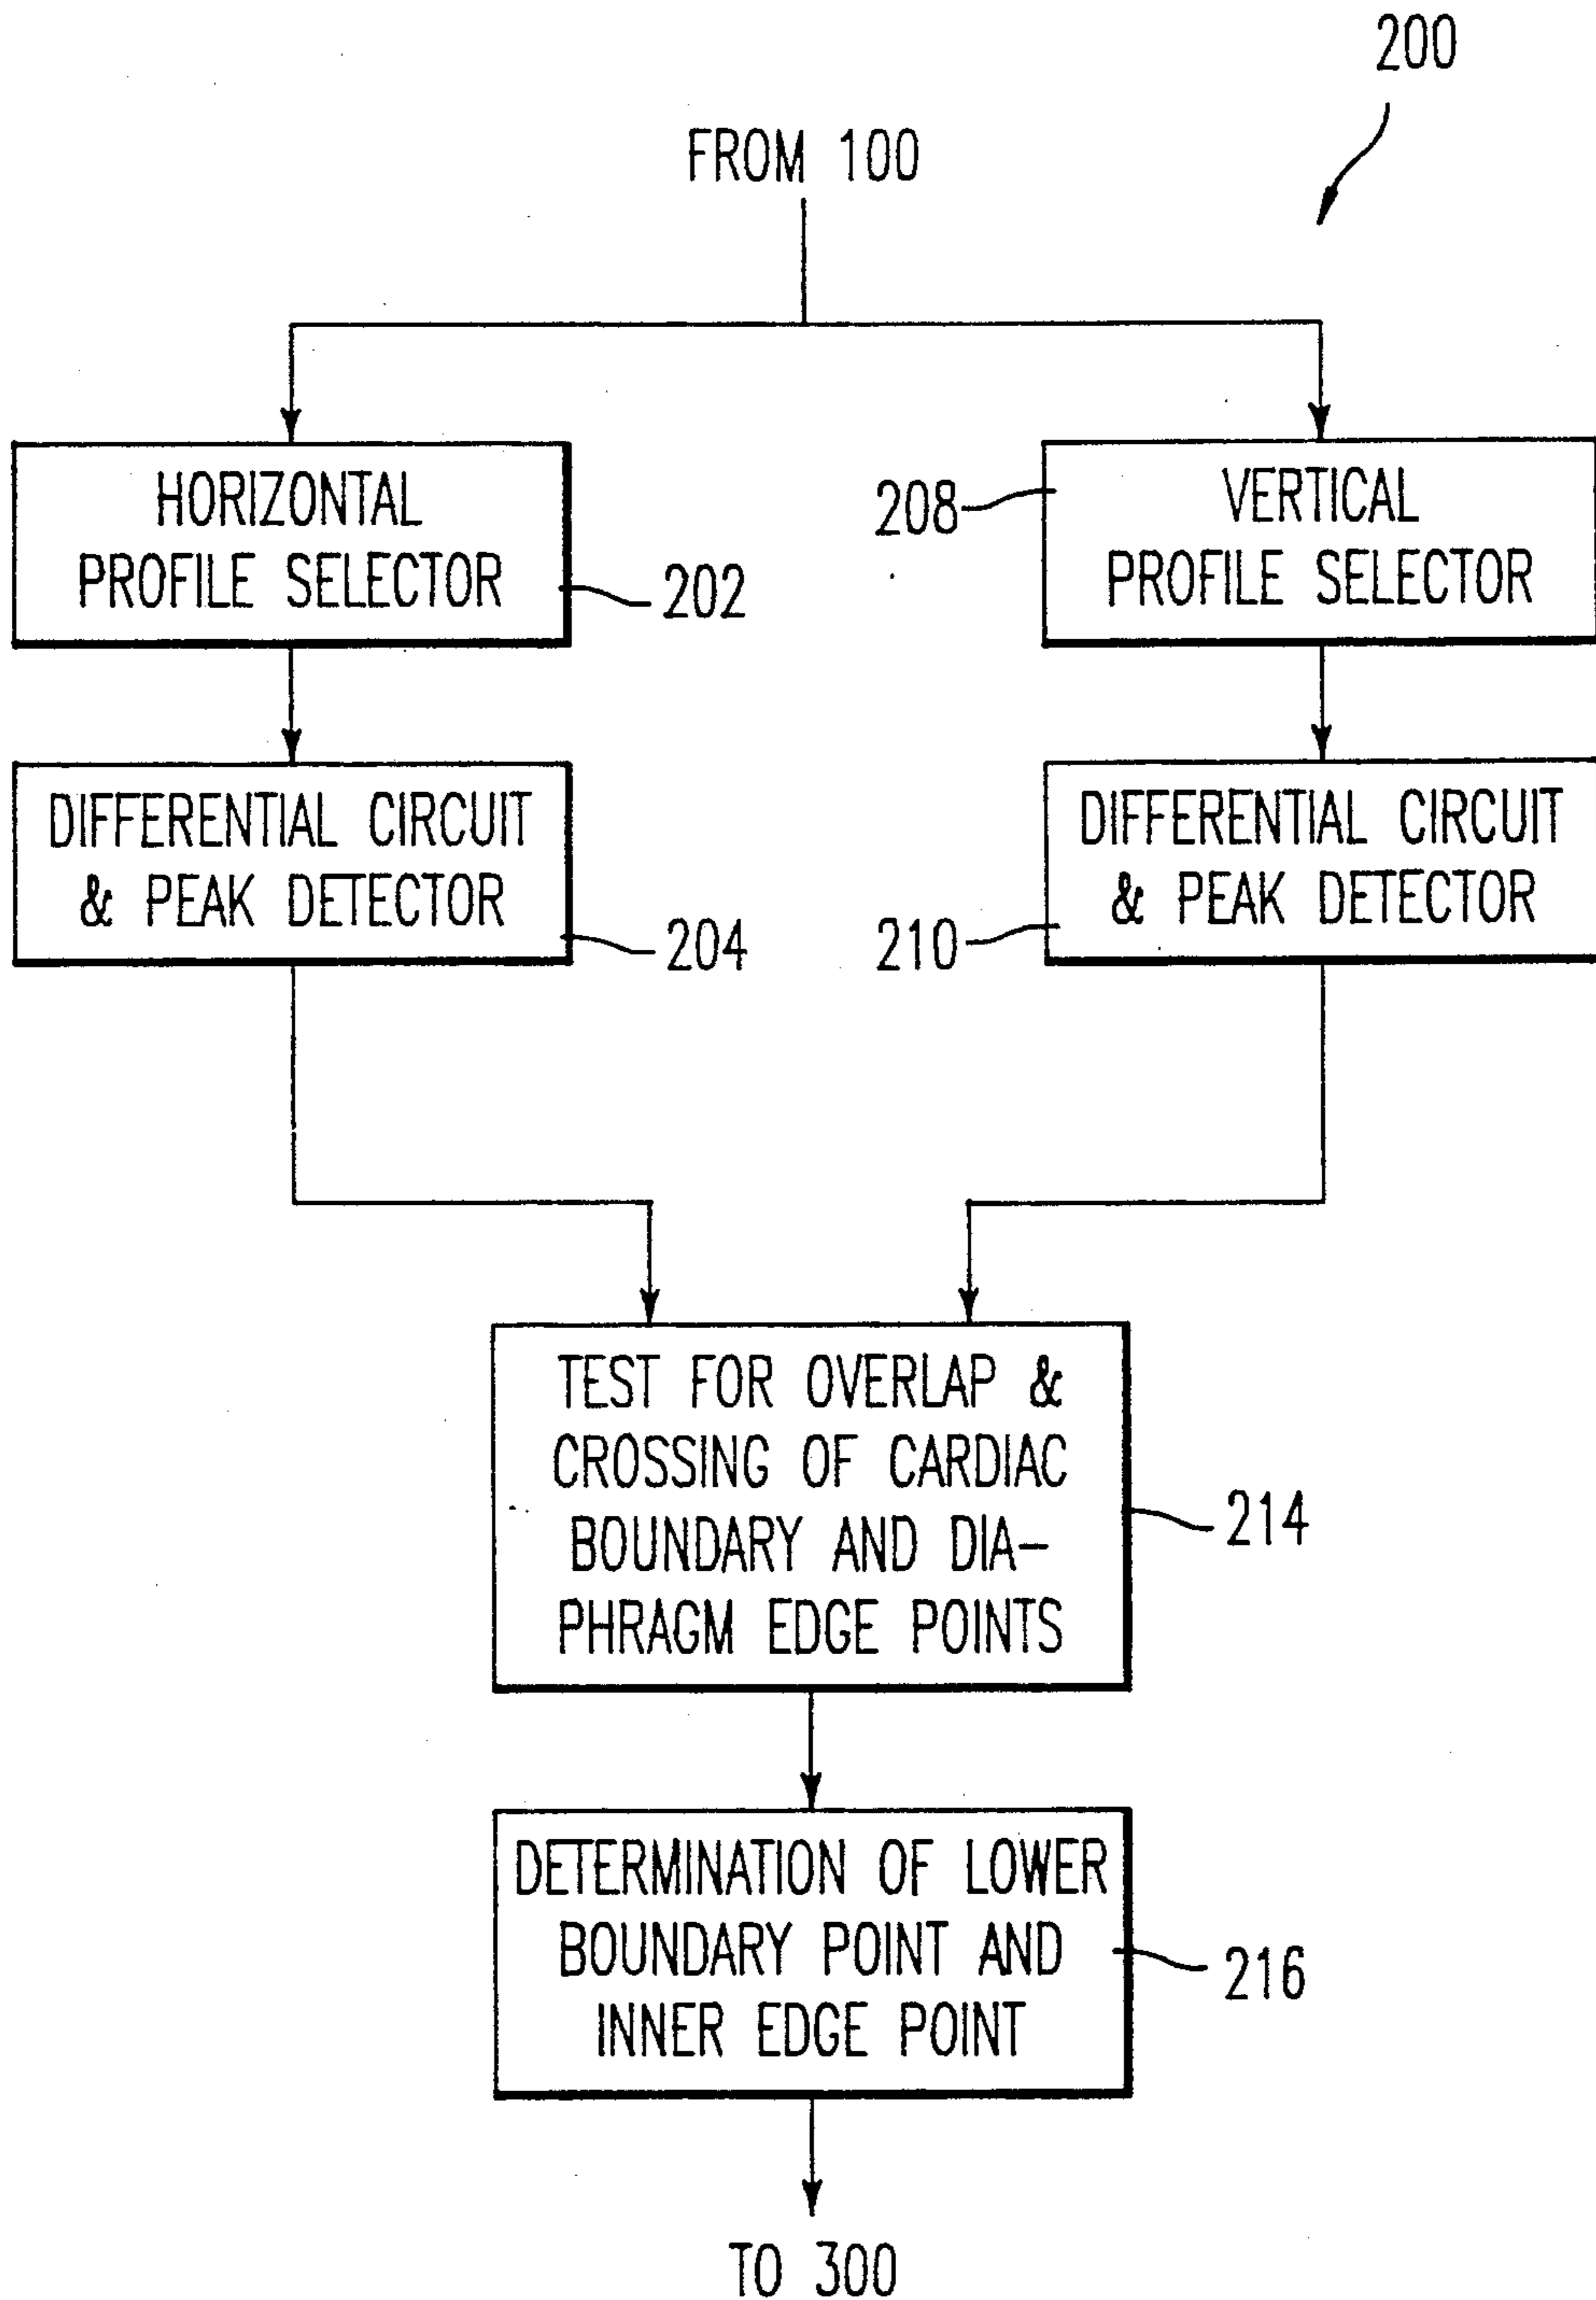 200
FROM 100
HORIZONTAL
PROFILE SELECTOR
202
208
VERTICAL
PROFILE SELECTOR
DIFFERENTIAL CIRCUIT
& PEAK DETECTOR
204
210
DIFFERENTIAL CIRCUIT
& PEAK DETECTOR
TEST FOR OVERLAP &
CROSSING OF CARDIAC
BOUNDARY AND DIA-
PHRAGM EDGE POINTS
214
DETERMINATION OF LOWER
BOUNDARY POINT AND
INNER EDGE POINT
216
TO 300